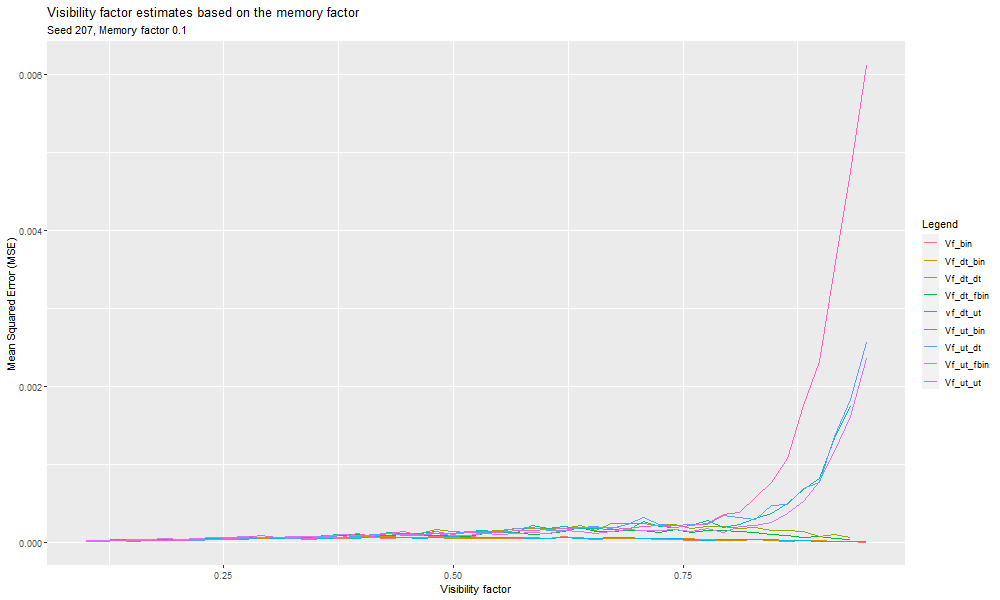 Visibility factor estimates based on the memory factor
Seed 207, Memory factor 0.1
0.006
0.004
0.002
0.000
Mean Squared Error (MSE)
0.25
0.50
0.75
Visibility factor
Legend
Vf_bin
Vf_dt_bin
Vf_dt_dt
Vf_dt_fbin
vf_dt_ut
Vf_ut_bin
Vf_ut_dt
Vf_ut_fbin
Vf_ut_ut